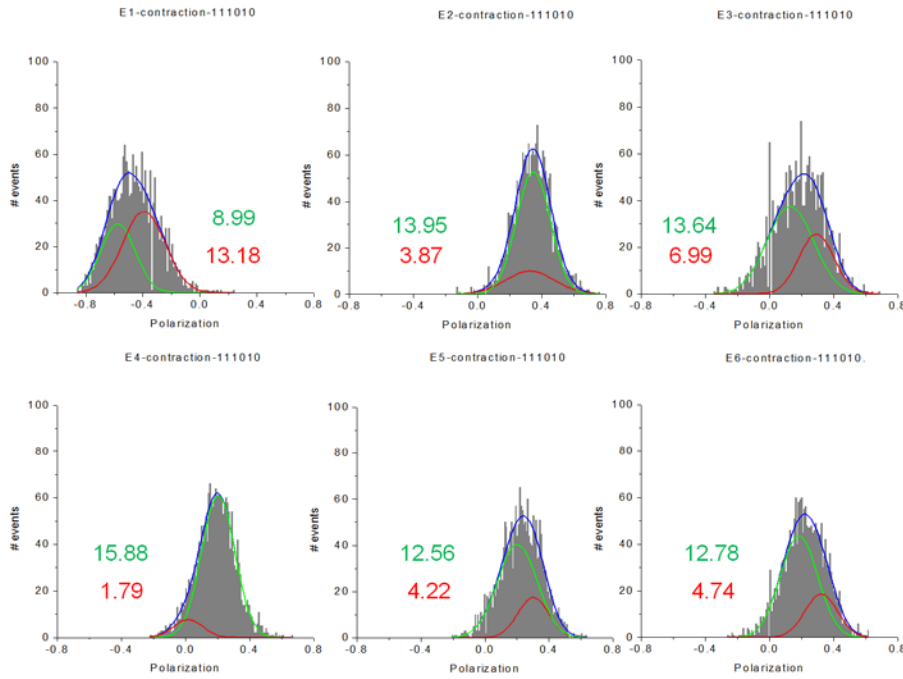 E1-contraction-111010
E2-contraction-111010
E3-contraction-111010
100
80
60
40
20
0
# events
8.99
13.18
-0.8 -0.4 0.0 0.4 0.8
Polarization
100
80
60
40
20
0
# events
13.95
3.87
-0.8 -0.4 0.0 0.4 0.8
Polarization
100
80
60
40
20
0
# events
13.64
6.99
-0.8 -0.4 0.0 0.4 0.8
Polarization
E4-contraction-111010
E5-contraction-111010
E6-contraction-111010.
100
80
60
40
20
0
# events
15.88
1.79
-0.8 -0.4 0.0 0.4 0.8
Polarization
100
80
60
40
20
0
# events
12.56
4.22
-0.8 -0.4 0.0 0.4 0.8
Polarization
100
80
60
40
20
0
# events
12.78
4.74
-0.8 -0.4 0.0 0.4 0.8
Polarization